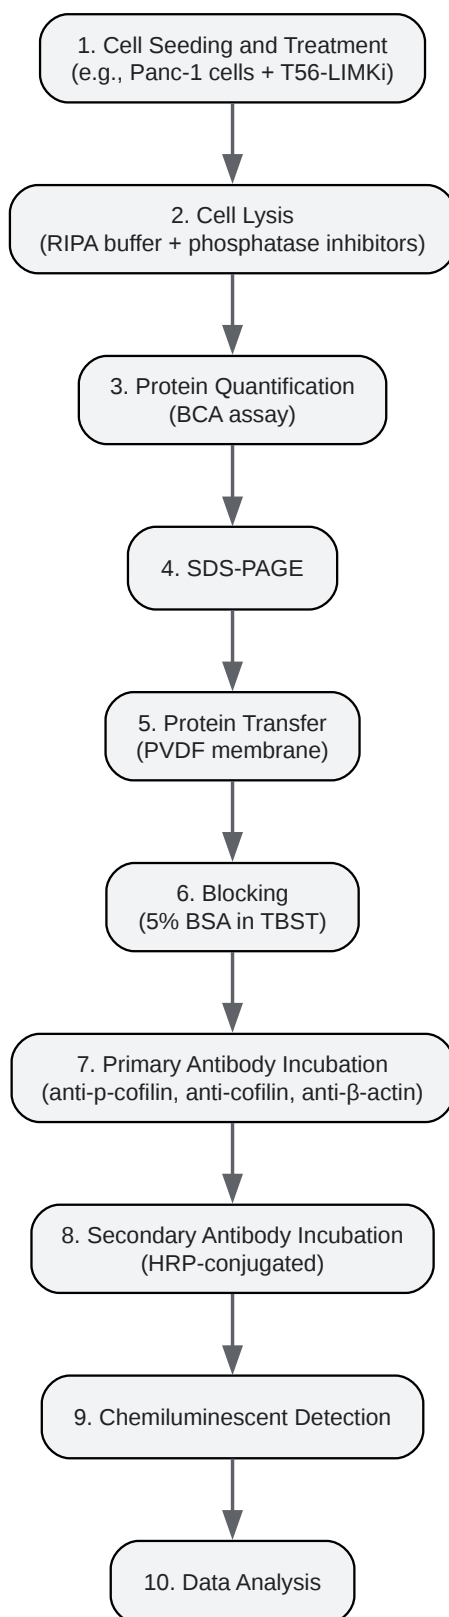 1. Cell Seeding and Treatment
(e.g., Panc-1 cells + T56-LIMKi)
2. Cell Lysis
(RIPA buffer + phosphatase inhibitors)
3. Protein Quantification
(BCA assay)
4. SDS-PAGE
5. Protein Transfer
(PVDF membrane)
6. Blocking
(5% BSA in TBST)
7. Primary Antibody Incubation
(anti-p-cofilin, anti-cofilin, anti-β-actin)
8. Secondary Antibody Incubation
(HRP-conjugated)
9. Chemiluminescent Detection
10. Data Analysis